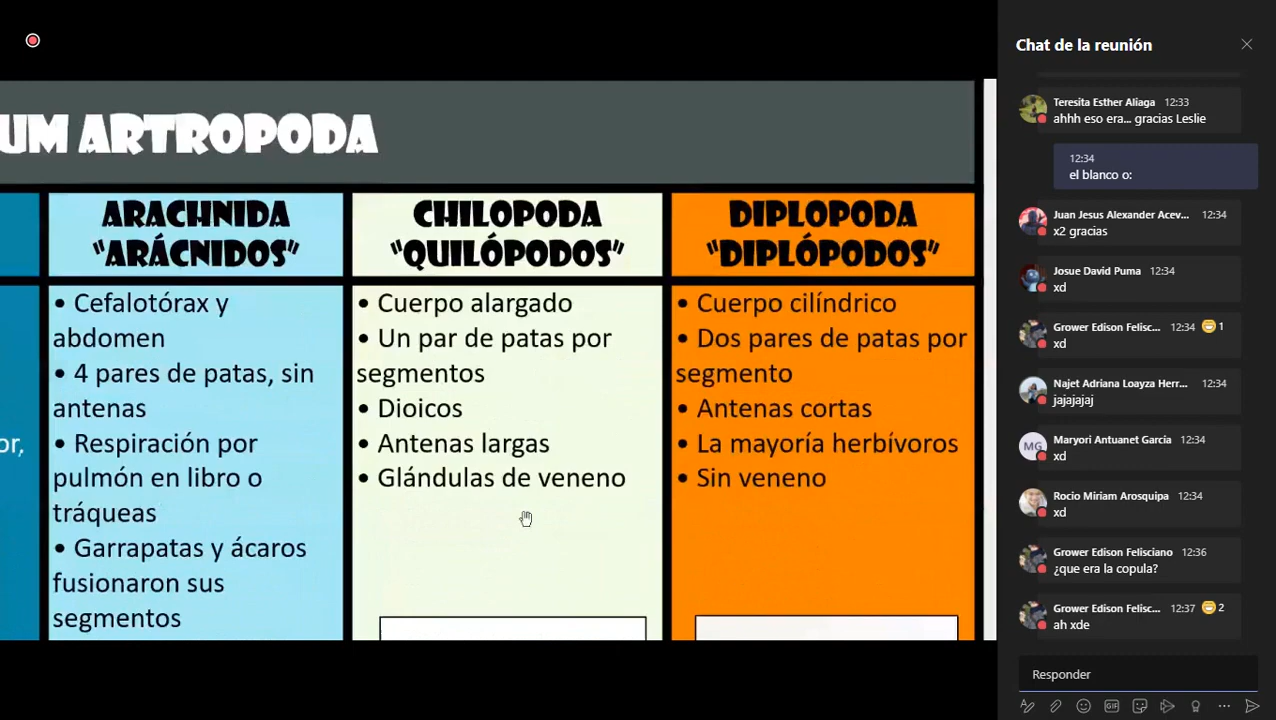 UM ARTROPODA
or,
ARACHNIDA
"ARÁCNIDOS"
• Cefalotórax y
abdomen
• 4 pares de patas, sin
antenas
• Respiración por
pulmón en libro o
tráqueas
• Garrapatas y ácaros
fusionaron sus
segmentos
CHILOPODA
"QUILÓPODOS"
• Cuerpo alargado
• Un par de patas por
segmentos
• Dioicos
• Antenas largas
• Glándulas de veneno
DIPLOPODA
"DIPLÓPODOS"
• Cuerpo cilíndrico
• Dos pares de patas por
segmento
• Antenas cortas
• La mayoría herbívoros
• Sin veneno
Chat de la reunión
Teresita Esther Aliaga 12:33
ahhh eso era... gracias Leslie
12:34
el blanco o:
Juan Jesus Alexander Acev... 12:34
x2 gracias
Josue David Puma 12:34
xd
Grower Edison Felisc... 12:34 1
xd
Najet Adriana Loayza Herr... 12:34
jajajajaj
MG
Maryori Antuanet Garcia 12:34
xd
Rocio Miriam Arosquipa 12:34
xd
Grower Edison Felisciano 12:36
¿que era la copula?
Grower Edison Felisc... 12:37 2
ah xde
Responder
GIF